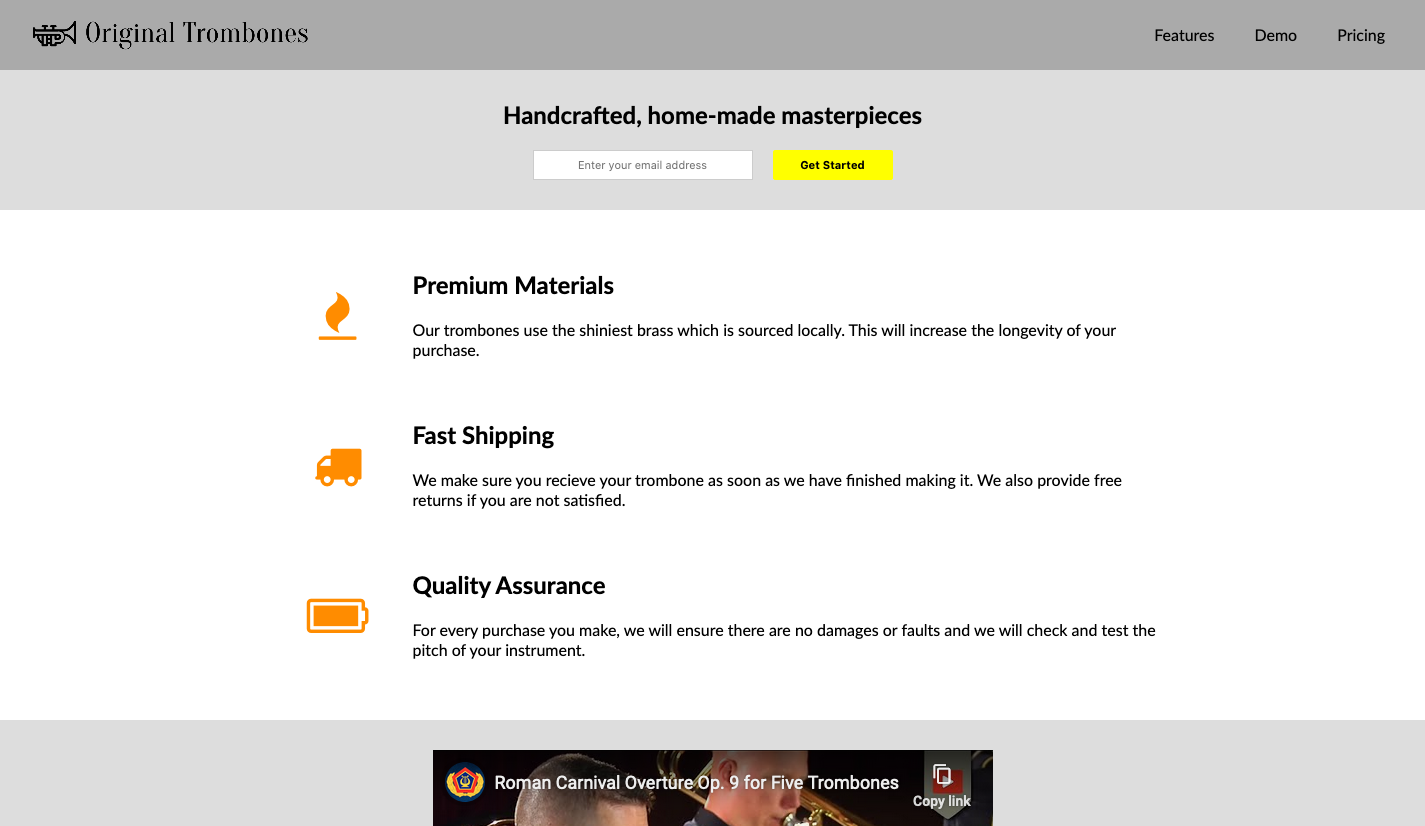 Original Trombones
Features
Demo
Pricing
Handcrafted, home-made masterpieces
Enter your email address
Get Started
Premium Materials
Our trombones use the shiniest brass which is sourced locally. This will increase the longevity of your
purchase.
Fast Shipping
We make sure you recieve your trombone as soon as we have finished making it. We also provide free
returns if you are not satisfied.
Quality Assurance
For every purchase you make, we will ensure there are no damages or faults and we will check and test the
pitch of your instrument.
Roman Carnival Overture Op. 9 for Five Trombones
Copy link